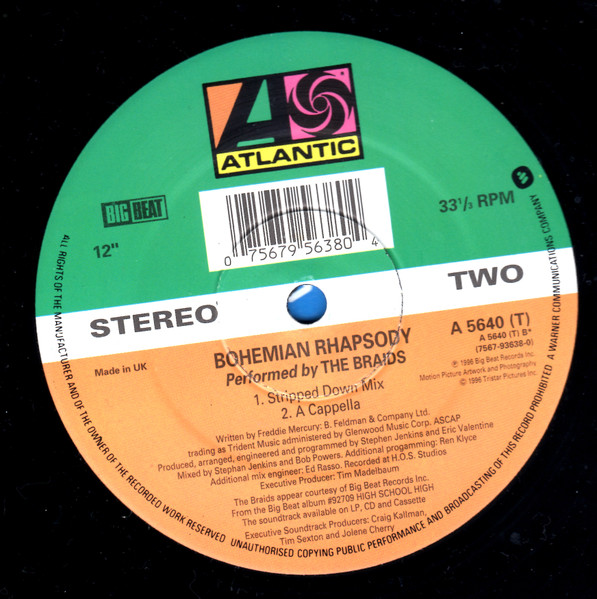 ATLANTIC
BIG BEAT
12"
33⅓ RPM
0 75679 56380 4
STEREO
TWO
Made in UK
BOHEMIAN RHAPSODY
Performed by THE BRAIDS
1. Stripped Down Mix
2. A Cappella
A 5640 (T)
A 5640 (T) B*
(7567-93638-0)
℗ 1996 Big Beat Records Inc.
Motion Picture Artwork and Photography
© 1996 Tristar Pictures Inc.
Written by Freddie Mercury: B. Feldman & Company Ltd.
trading as Trident Music administered by Glenwood Music Corp. ASCAP
Produced, arranged, engineered and programmed by Stephen Jenkins and Eric Valentine
Mixed by Stephan Jenkins and Bob Powers. Additional progamming: Ren Klyce
Additional mix engineer: Ed Rasso. Recorded at H.O.S. Studios
Executive Producer: Tim Madelbaum
The Braids appear courtesy of Big Beat Records Inc.
From the Big Beat album #92709 HIGH SCHOOL HIGH
The soundtrack available on LP, CD and Cassette
Executive Soundtrack Producers: Craig Kallman,
Tim Sexton and Jolene Cherry
ALL RIGHTS OF THE MANUFACTURER AND OF THE OWNER OF THE RECORDED WORK RESERVED UNAUTHORISED COPYING PUBLIC PERFORMANCE AND BROADCASTING OF THIS RECORD PROHIBITED A WARNER COMMUNICATIONS COMPANY